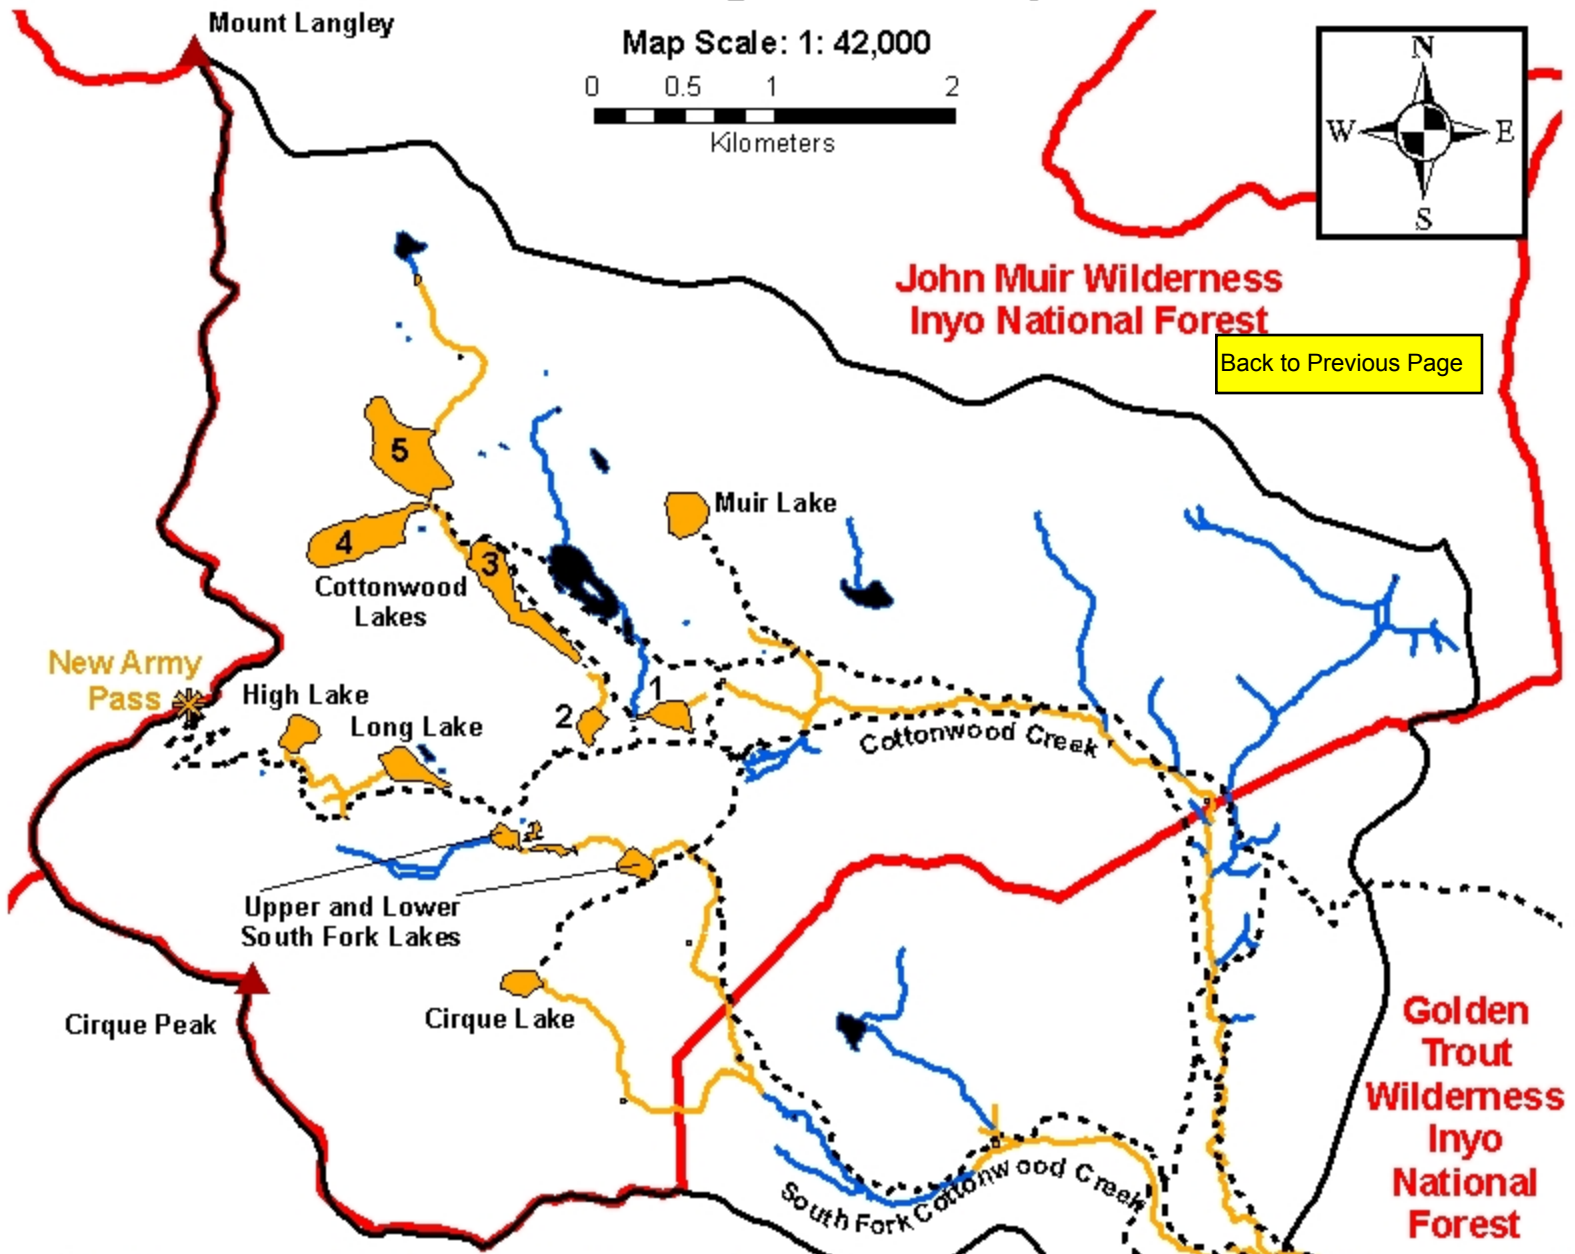 Mount Langley
Map Scale: 1: 42,000
0 0.5 1 2
Kilometers
N
W E
S
John Muir Wilderness
Inyo National Forest
Back to Previous Page
5
4
3
Muir Lake
Cottonwood
Lakes
New Army
Pass
High Lake
Long Lake
2
1
Cottonwood Creek
Upper and Lower
South Fork Lakes
Cirque Peak
Cirque Lake
South Fork Cottonwood Creek
Golden
Trout
Wilderness
Inyo
National
Forest